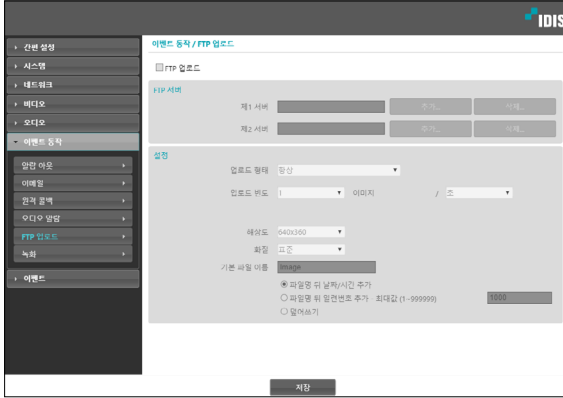 IDIS
간편 설정
시스템
네트워크
비디오
오디오
이벤트 동작
알람 아웃
이메일
원격 콜백
오디오 알람
FTP 업로드
녹화
이벤트
이벤트 동작 / FTP 업로드
FTP 업로드
FTP 서버
제1 서버 추가... 삭제...
제2 서버 추가... 삭제...
설정
업로드 형태 항상
업로드 빈도 1 이미지 / 초
해상도 640x360
화질 표준
기본 파일 이름 Image
파일명 뒤 날짜/시간 추가
파일명 뒤 일련번호 추가 최대값 (1~999999) 1000
덮어쓰기
저장